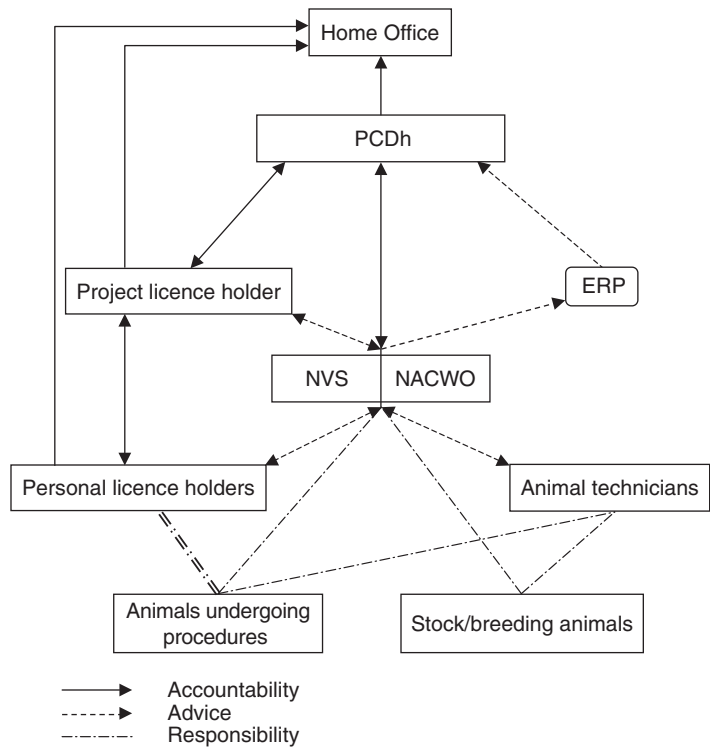 Home Office
PCDh
Project licence holder
ERP
NVS
NACWO
Personal licence holders
Animal technicians
Animals undergoing
procedures
Stock/breeding animals
Accountability
Advice
Responsibility